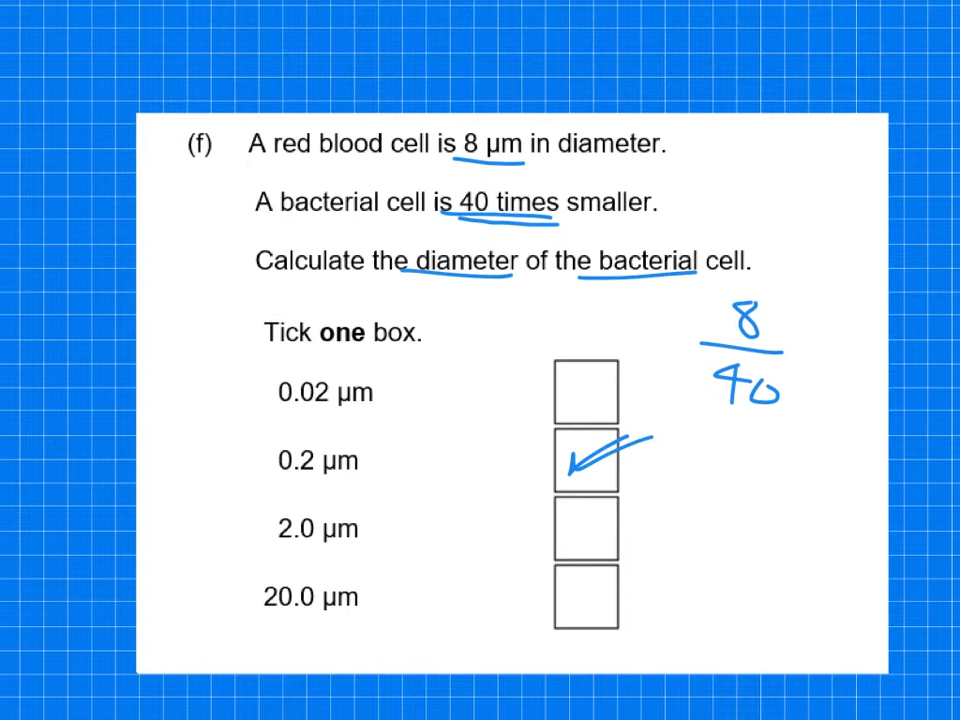 (f) A red blood cell is 8 µm in diameter.
A bacterial cell is 40 times smaller.
Calculate the diameter of the bacterial cell.
Tick one box.
8
40
0.02 µm
0.2 µm
2.0 µm
20.0 µm